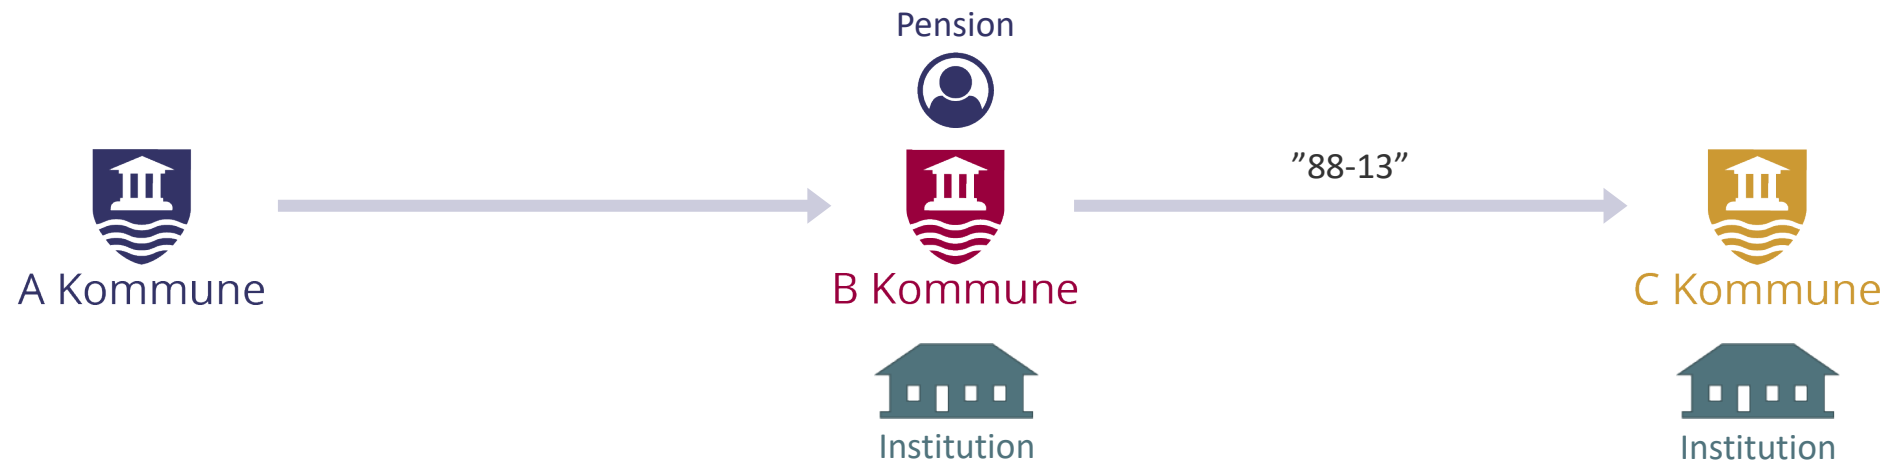 Pension
”88-13”
A Kommune
B Kommune
C Kommune
Institution
Institution